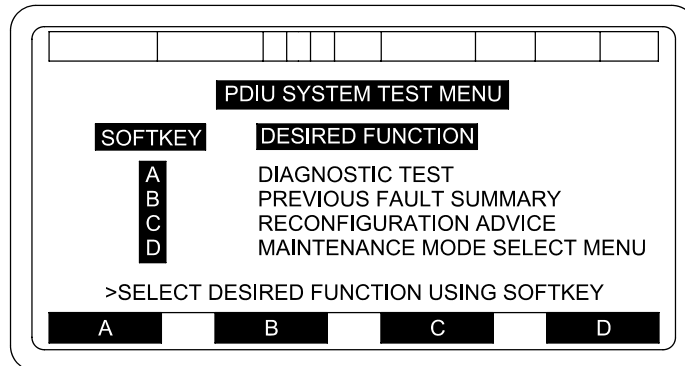 PDIU SYSTEM TEST MENU
SOFTKEY DESIRED FUNCTION
A DIAGNOSTIC TEST
B PREVIOUS FAULT SUMMARY
C RECONFIGURATION ADVICE
D MAINTENANCE MODE SELECT MENU
>SELECT DESIRED FUNCTION USING SOFTKEY
A B C D